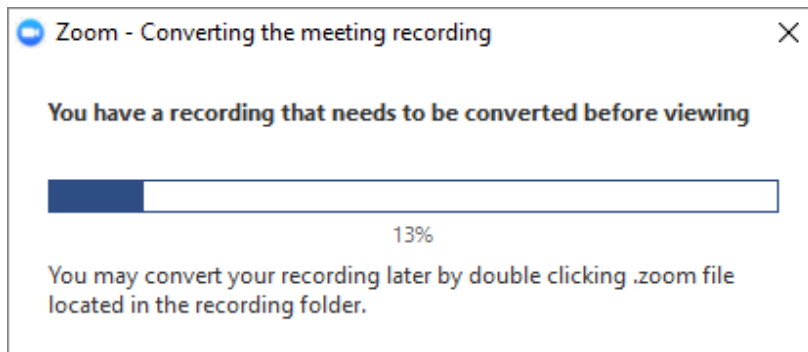 Zoom - Converting the meeting recording
You have a recording that needs to be converted before viewing
13%
You may convert your recording later by double clicking .zoom file
located in the recording folder.